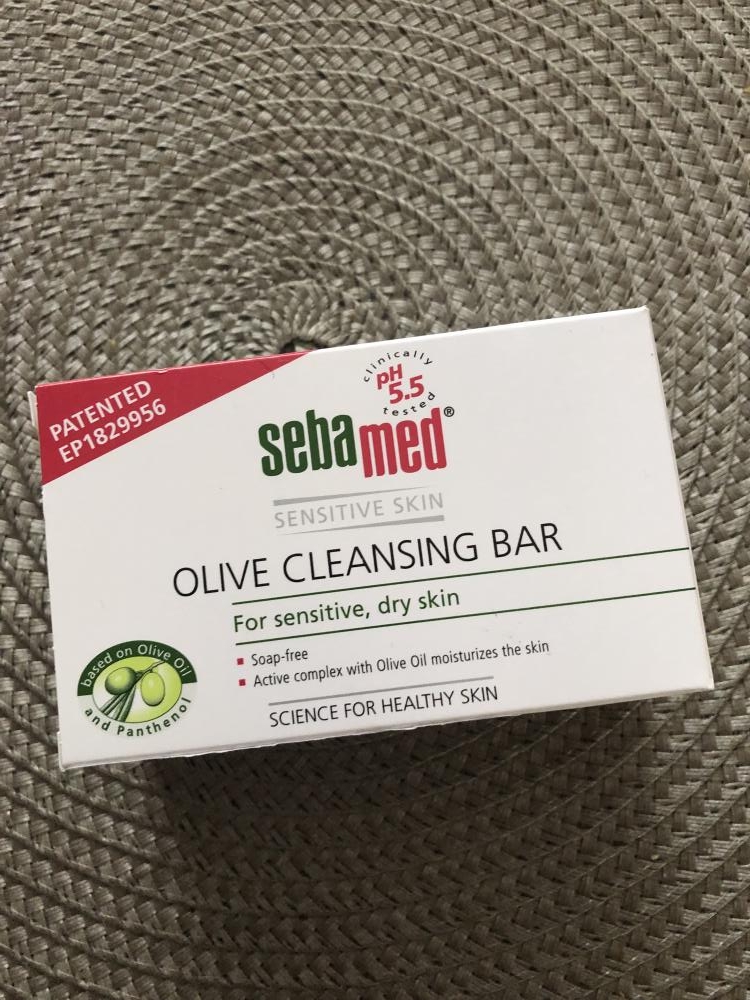 PATENTED
EP1829956
clinically
pH
5.5
tested
sebamed®
SENSITIVE SKIN
OLIVE CLEANSING BAR
For sensitive, dry skin
Soap-free
Active complex with Olive Oil moisturizes the skin
SCIENCE FOR HEALTHY SKIN
based on Olive Oil
and Panthenol